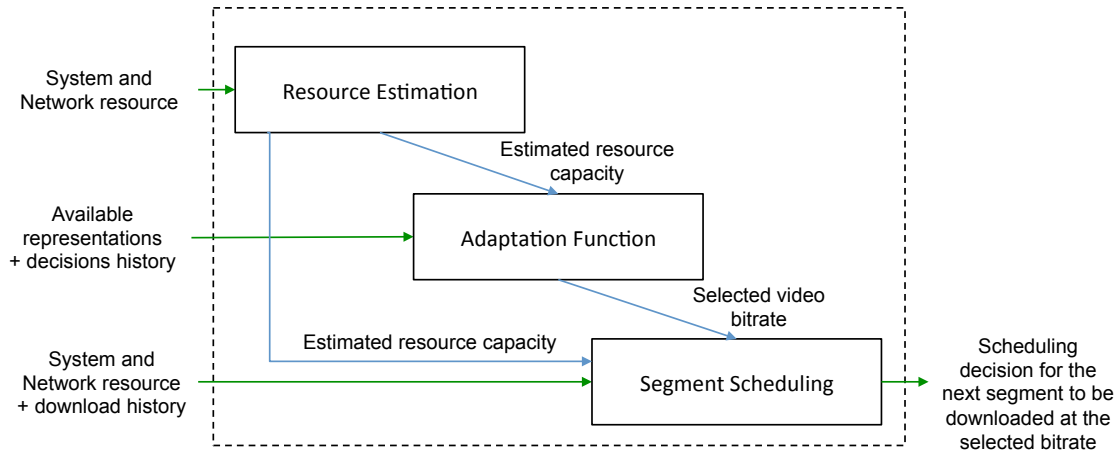 System and
Network resource
Resource Estimation
Estimated resource
capacity
Available
representations
+ decisions history
Adaptation Function
Selected video
bitrate
Estimated resource capacity
System and
Network resource
+ download history
Segment Scheduling
Scheduling
decision for the
next segment to be
downloaded at the
selected bitrate